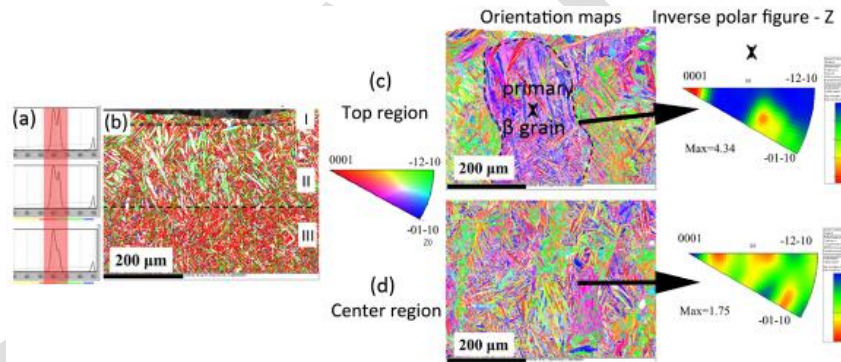 Orientation maps
Inverse polar figure - Z
(a)
(b)
I
II
III
200 μm
(c)
Top region
0001
-12-10
-01-10
Z0
primary
β grain
200 μm
0001
-12-10
-01-10
Max=4.34
(d)
Center region
200 μm
0001
-12-10
-01-10
Max=1.75